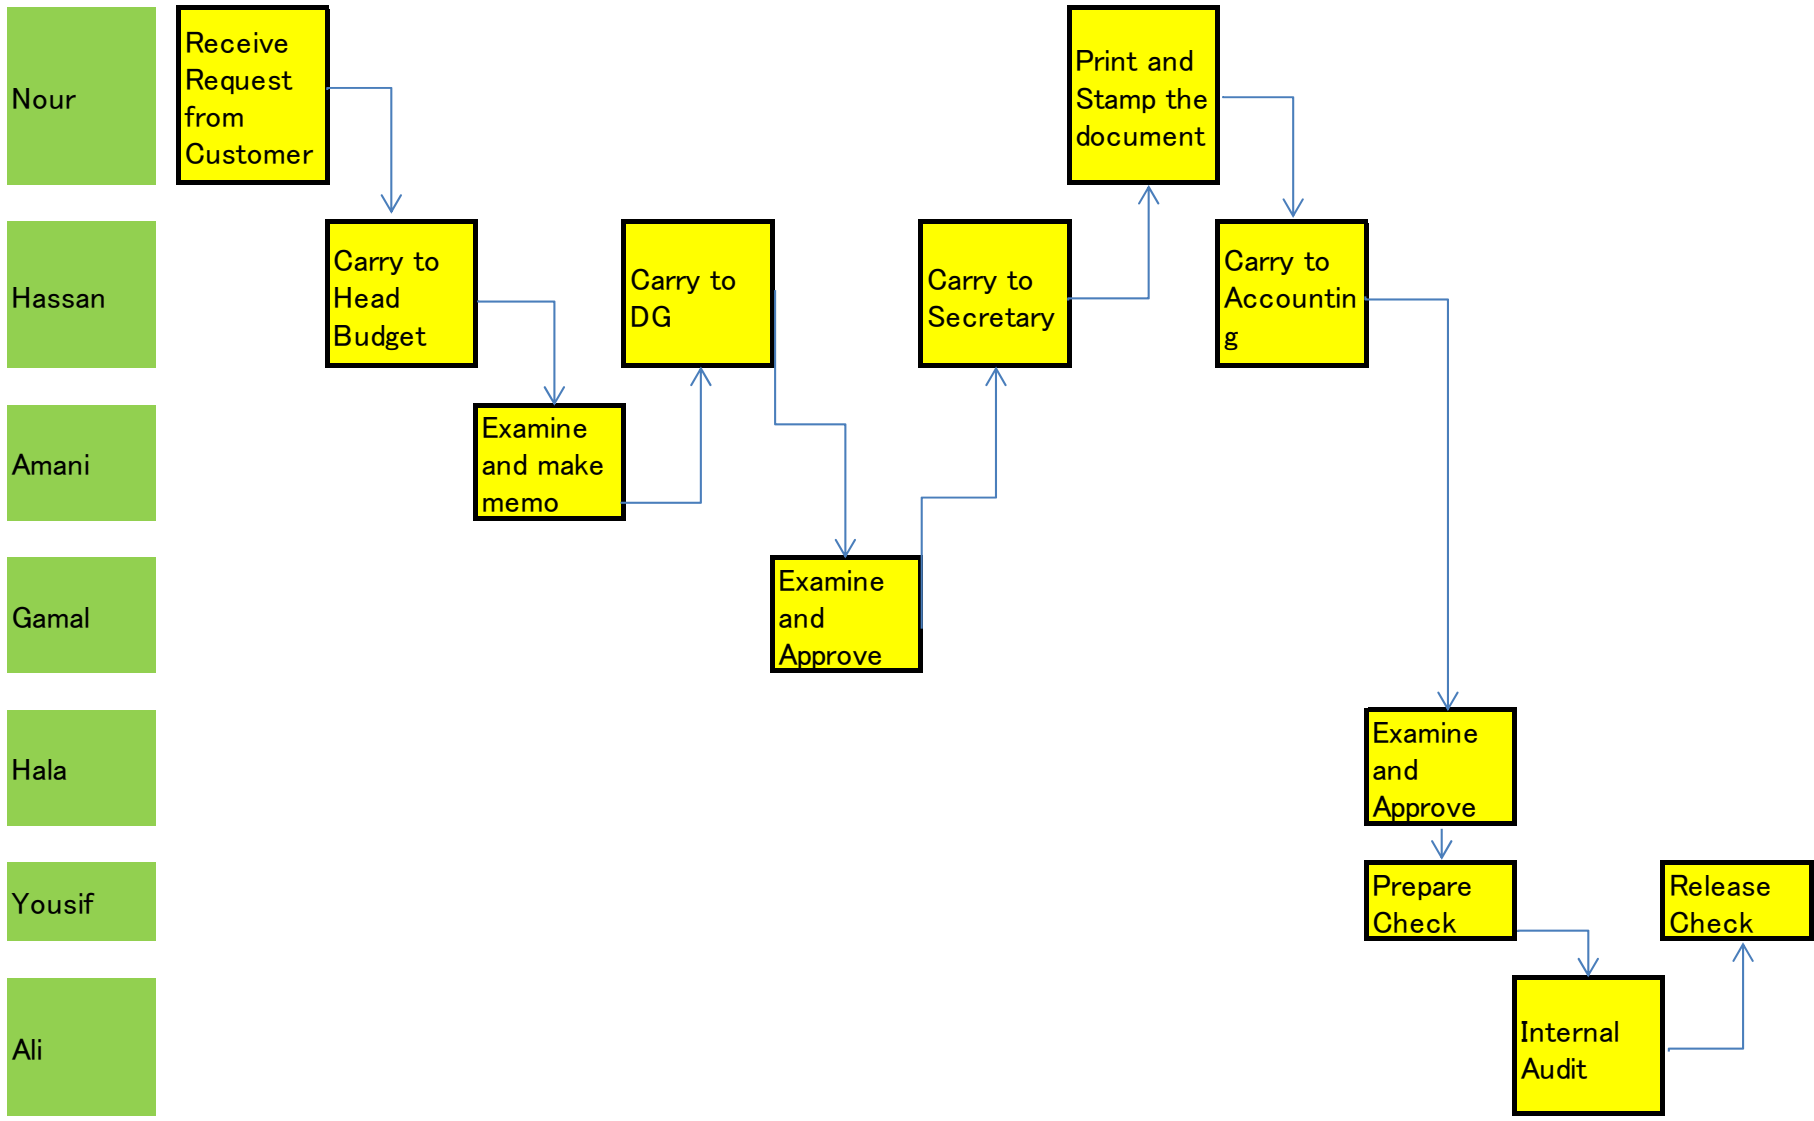 Nour
Receive
Request
from
Customer
Print and
Stamp the
document
Hassan
Carry to
Head
Budget
Carry to
DG
Carry to
Secretary
Carry to
Accountin
g
Amani
Examine
and make
memo
Gamal
Examine
and
Approve
Hala
Examine
and
Approve
Yousif
Prepare
Check
Release
Check
Ali
Internal
Audit